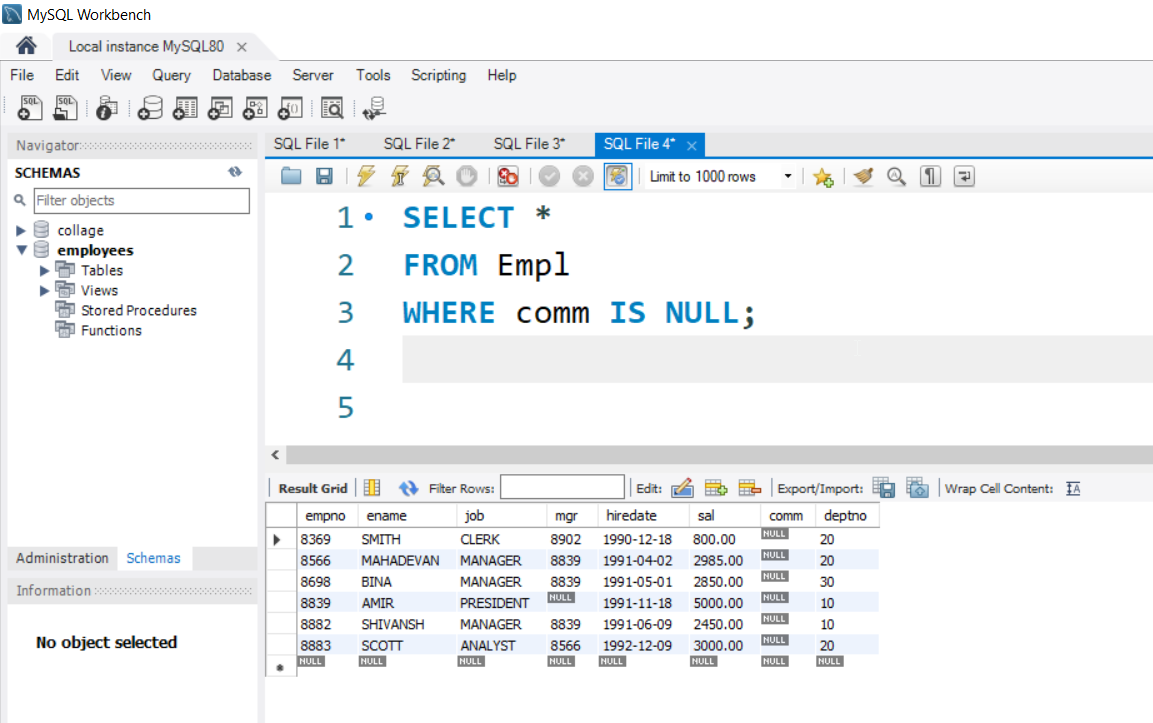 MySQL Workbench
Local instance MySQL80
File Edit View Query Database Server Tools Scripting Help
Navigator
SCHEMAS
Filter objects
collage
employees
Tables
Views
Stored Procedures
Functions
Administration Schemas
Information
No object selected
SQL File 1* SQL File 2* SQL File 3* SQL File 4*
Limit to 1000 rows
1 SELECT *
2 FROM Empl
3 WHERE comm IS NULL;
4
5
Result Grid Filter Rows: Edit: Export/Import: Wrap Cell Content:
empno ename job mgr hiredate sal comm deptno
8369 SMITH CLERK 8902 1990-12-18 800.00 NULL 20
8566 MAHADEVAN MANAGER 8839 1991-04-02 2985.00 NULL 20
8698 BINA MANAGER 8839 1991-05-01 2850.00 NULL 30
8839 AMIR PRESIDENT NULL 1991-11-18 5000.00 NULL 10
8882 SHIVANSH MANAGER 8839 1991-06-09 2450.00 NULL 10
8883 SCOTT ANALYST 8566 1992-12-09 3000.00 NULL 20
NULL NULL NULL NULL NULL NULL NULL NULL